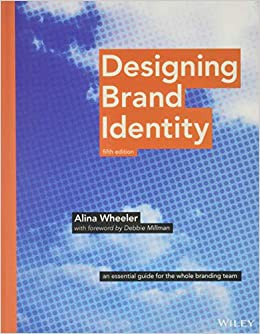 Designing
Brand
Identity
fifth edition
Alina Wheeler
with foreword by Debbie Millman
an essential guide for the whole branding team
WILEY